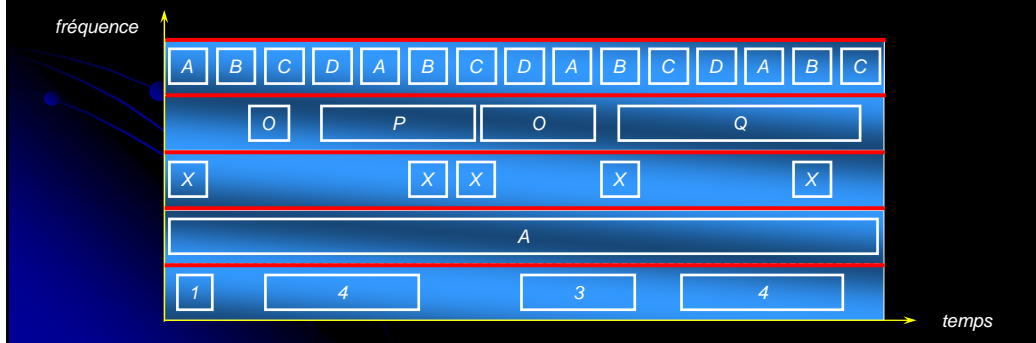 fréquence
A B C D A B C D A B C D A B C
O P O Q
X X X X X
A
1 4 3 4
temps